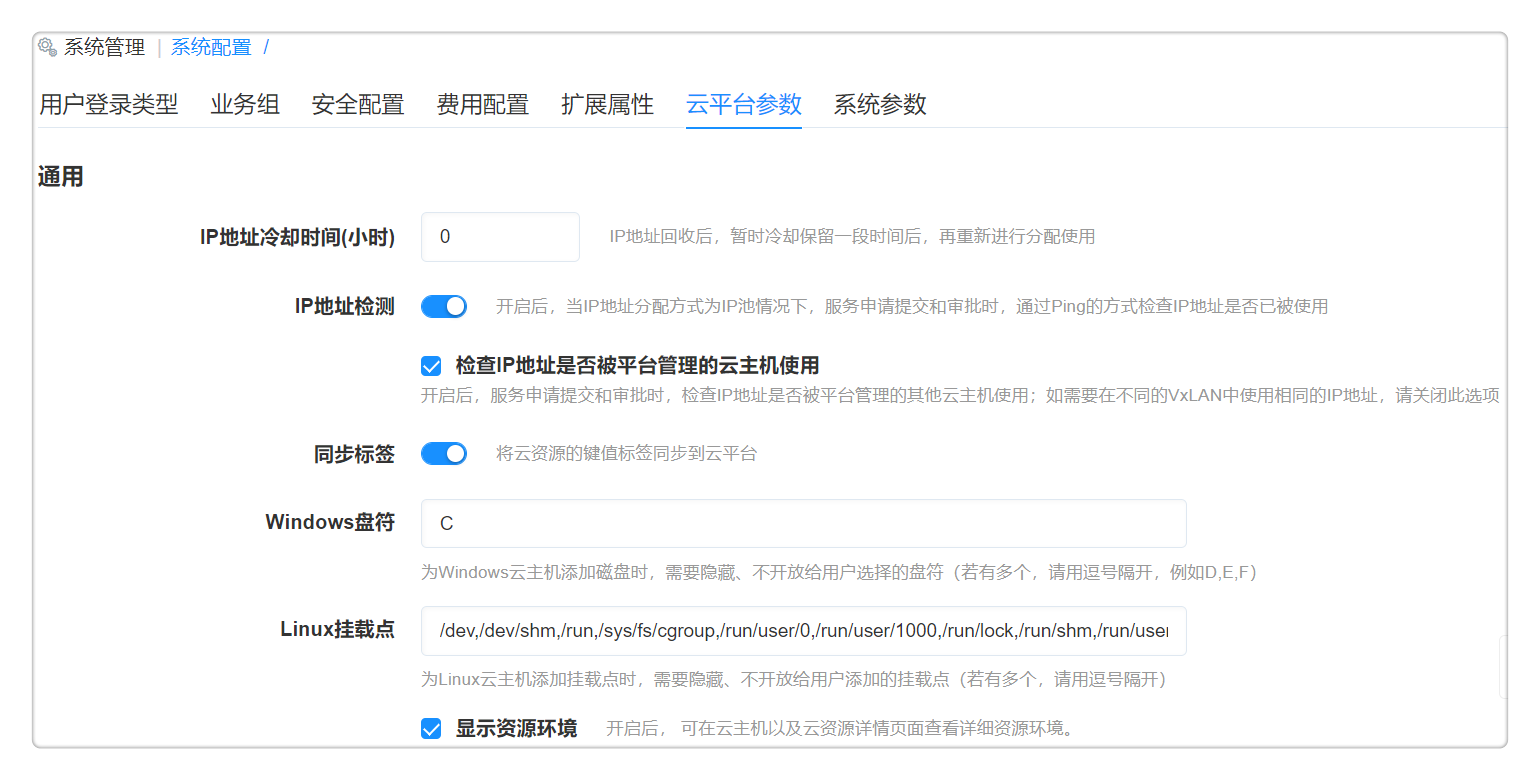 系统管理 | 系统配置 /
用户登录类型 业务组 安全配置 费用配置 扩展属性 云平台参数 系统参数
通用
IP地址冷却时间(小时) 0 IP地址回收后，暂时冷却保留一段时间后，再重新进行分配使用
IP地址检测 开启后，当IP地址分配方式为IP池情况下，服务申请提交和审批时，通过Ping的方式检查IP地址是否已被使用
检查IP地址是否被平台管理的云主机使用
开启后，服务申请提交和审批时，检查IP地址是否被平台管理的其他云主机使用；如需要在不同的VxLAN中使用相同的IP地址，请关闭此选项
同步标签 将云资源的键值标签同步到云平台
Windows盘符 C
为Windows云主机添加磁盘时，需要隐藏、不开放给用户选择的盘符（若有多个，请用逗号隔开，例如D,E,F）
Linux挂载点 /dev,/dev/shm,/run,/sys/fs/cgroup,/run/user/0,/run/user/1000,/run/lock,/run/shm,/run/user
为Linux云主机添加挂载点时，需要隐藏、不开放给用户添加的挂载点（若有多个，请用逗号隔开）
显示资源环境 开启后， 可在云主机以及云资源详情页面查看详细资源环境。